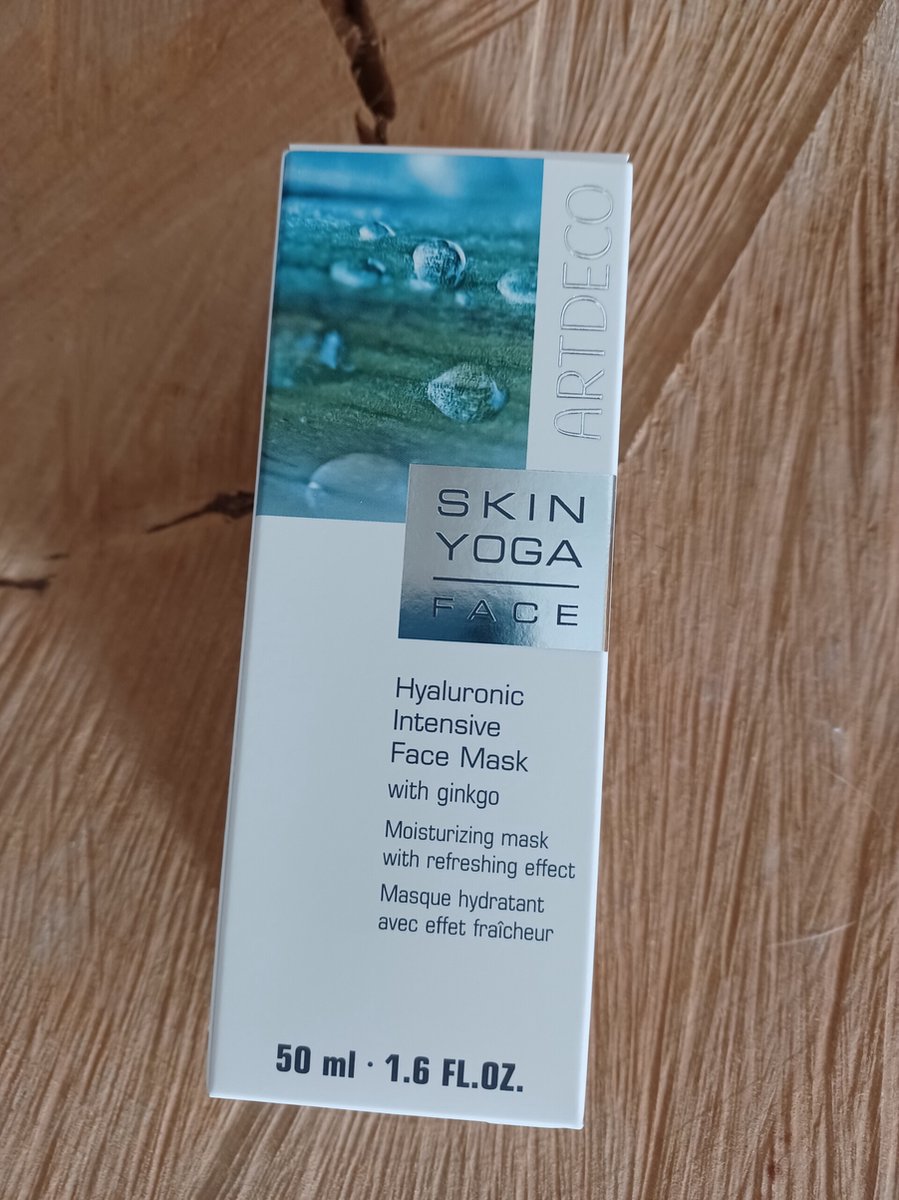 ARTDECO
SKIN
YOGA
FACE
Hyaluronic
Intensive
Face Mask
with ginkgo
Moisturizing mask
with refreshing effect
Masque hydratant
avec effet fraîcheur
50 ml · 1.6 FL.OZ.